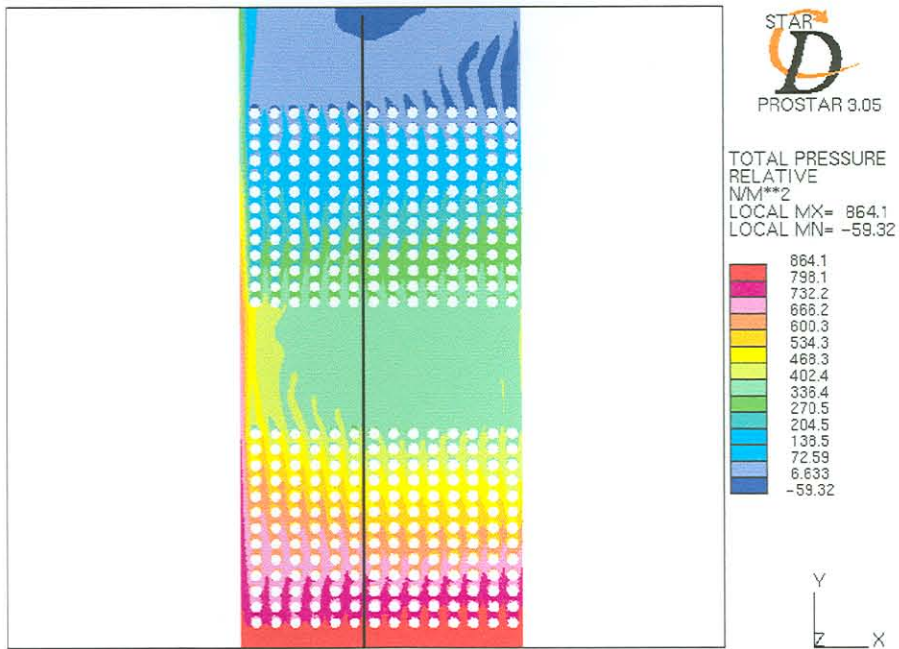 STAR
D
PROSTAR 3.05
TOTAL PRESSURE
RELATIVE
N/M**2
LOCAL MX= 864.1
LOCAL MN= -59.32
864.1
798.1
732.2
666.2
600.3
534.3
468.3
402.4
336.4
270.5
204.5
138.5
72.59
6.633
-59.32
Y
Z
X